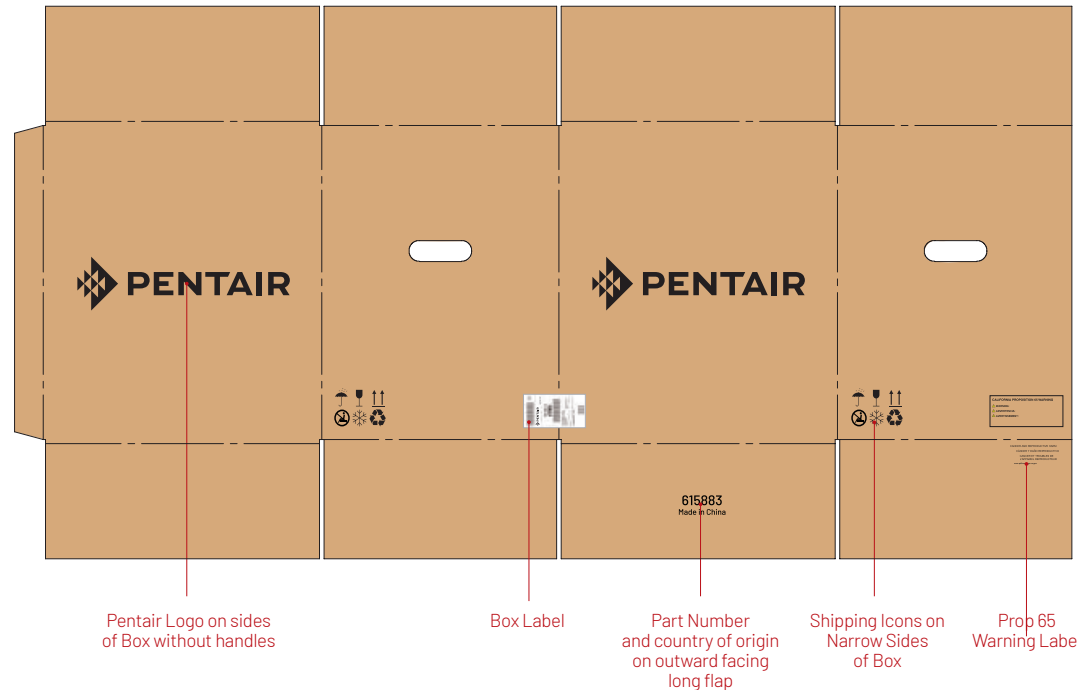 PENTAIR
PENTAIR
PENTAIR
CALIFORNIA PROPOSITION 65 WARNING
WARNING
615883
Made in China
Pentair Logo on sides
of Box without handles
Box Label
Part Number
and country of origin
on outward facing
long flap
Shipping Icons on
Narrow Sides
of Box
Prop 65
Warning Labe